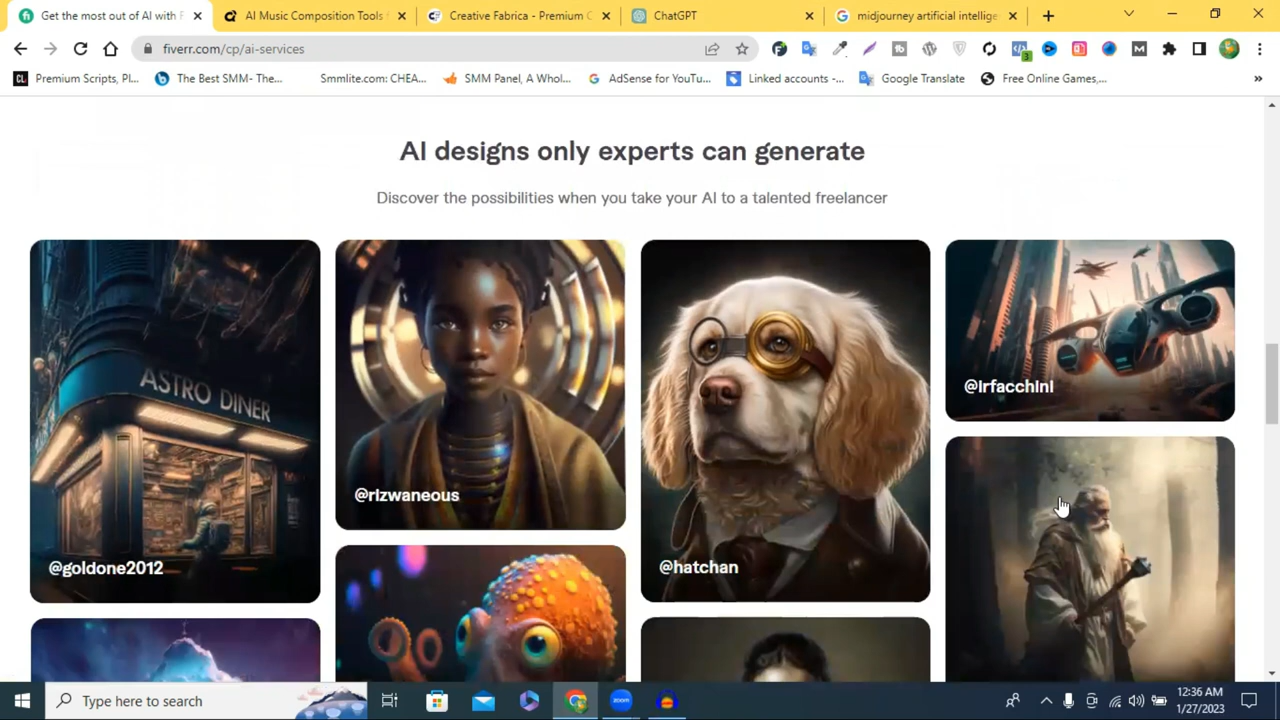 Get the most out of AI with F
AI Music Composition Tools
Creative Fabrica - Premium C
ChatGPT
midjourney artificial intellige
fiverr.com/cp/ai-services
3
Premium Scripts, Pl...
The Best SMM- The...
Smmlite.com: CHEA...
SMM Panel, A Whol...
AdSense for YouTu...
Linked accounts -...
Google Translate
Free Online Games,...
»
AI designs only experts can generate
Discover the possibilities when you take your AI to a talented freelancer
ASTRO DINER
@goldone2012
@rizwaneous
@hatchan
@irfacchini
Type here to search
zoom
12:36 AM
1/27/2023